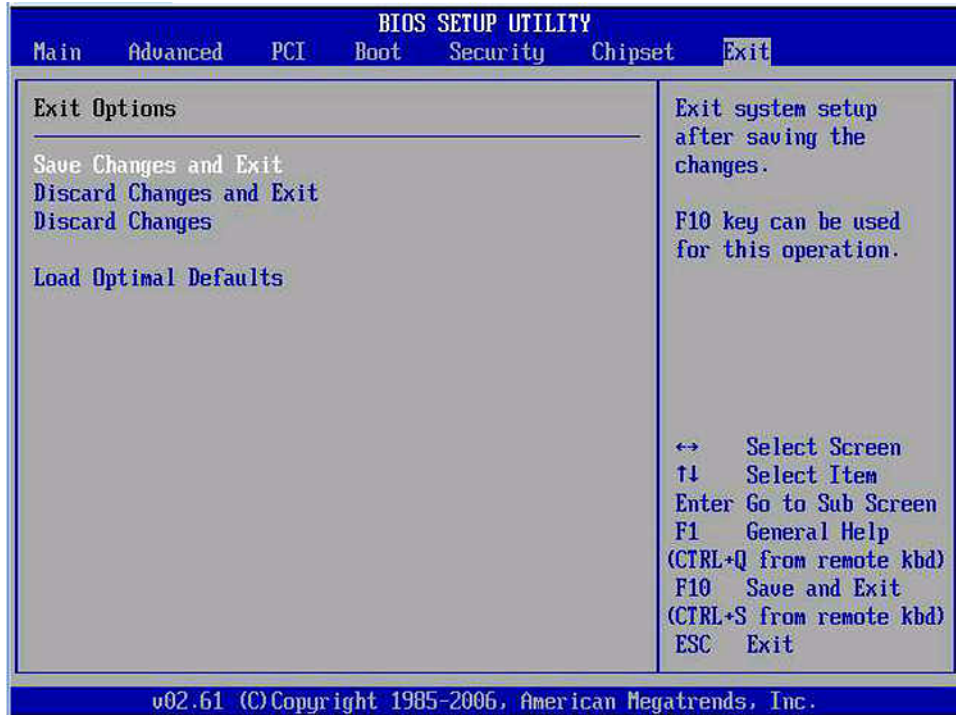 BIOS SETUP UTILITY
Main Advanced PCI Boot Security Chipset Exit
Exit Options
Save Changes and Exit
Discard Changes and Exit
Discard Changes
Load Optimal Defaults
Exit system setup
after saving the
changes.
F10 key can be used
for this operation.
↔ Select Screen
↑↓ Select Item
Enter Go to Sub Screen
F1 General Help
(CTRL+Q from remote kbd)
F10 Save and Exit
(CTRL+S from remote kbd)
ESC Exit
v02.61 (C)Copyright 1985-2006, American Megatrends, Inc.